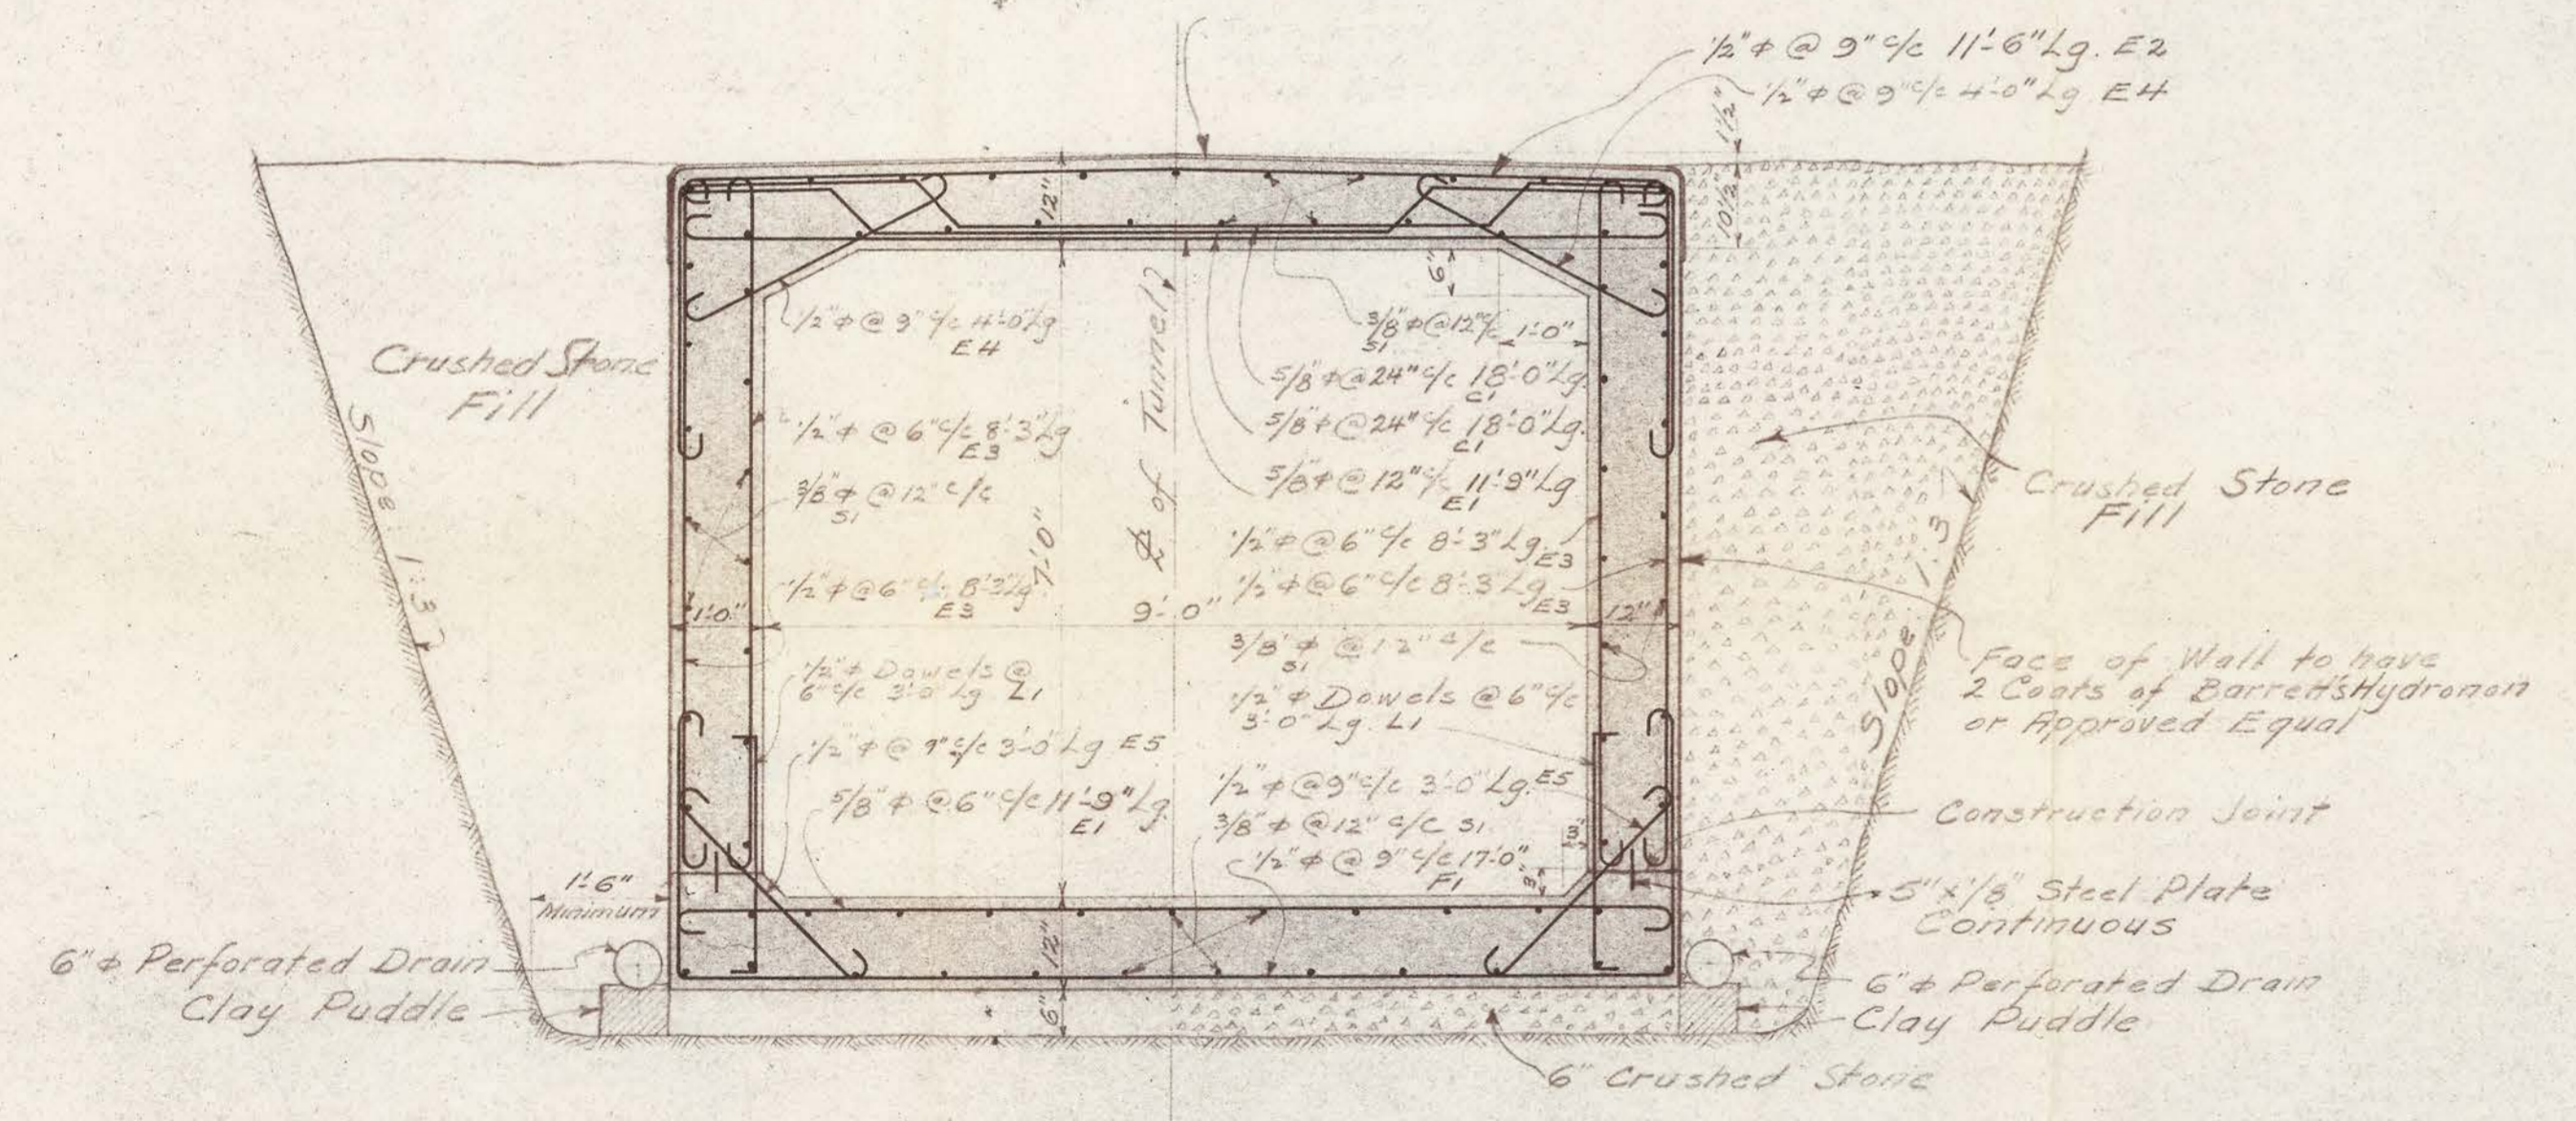 1/2" ϕ @ 9" c/c 11'-6" Lg. E2
1/2" ϕ @ 9" c/c 4'-0" Lg E4
1 1/2"
10 1/2"
12"
6"
1/2" ϕ @ 9" c/c 4'-0" Lg
E4
3/8" ϕ @ 12" c/c
S1
1'-0"
Crushed Stone
Fill
℄ of Tunnel
5/8" ϕ @ 24" c/c 18'-0" Lg.
C1
5/8" ϕ @ 24" c/c 18'-0" Lg.
C1
1/2" ϕ @ 6" c/c 8'-3" Lg
E3
5/8" ϕ @ 12" c/c 11'-9" Lg
E1
3/8" ϕ @ 12" c/c
S1
Crushed Stone
Fill
Slope 1:3
Slope 1:3
7'-0"
1/2" ϕ @ 6" c/c 8'-3" Lg.
E3
1/2" ϕ @ 6" c/c 8'-3" Lg
E3
1/2" ϕ @ 6" c/c 8'-3" Lg
E3
1'-0"
9'-0"
12"
3/8" ϕ @ 12" c/c
S1
Face of Wall to have
2 Coats of Barrett's Hydronon
or Approved Equal
1/2" ϕ Dowels @
6" c/c 3'-0" Lg L1
1/2" ϕ Dowels @ 6" c/c
3'-0" Lg. L1
1/2" ϕ @ 9" c/c 3'-0" Lg E5
1/2" ϕ @ 9" c/c 3'-0" Lg. E5
5/8" ϕ @ 6" c/c 11'-9" Lg.
E1
3/8" ϕ @ 12" c/c S1
Construction Joint
1/2" ϕ @ 9" c/c 17'-0"
F1
3"
3"
1'-6"
Minimum
5" x 1/8" Steel Plate
Continuous
12"
6" ϕ Perforated Drain
Clay Puddle
6" ϕ Perforated Drain
Clay Puddle
6"
6" Crushed Stone